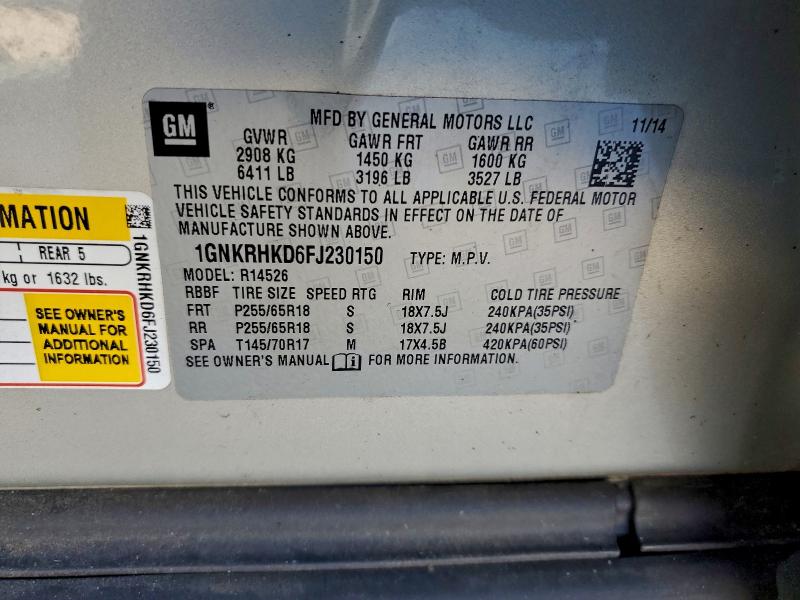 GM
MFD BY GENERAL MOTORS LLC 11/14
GVWR GAWR FRT GAWR RR
2908 KG 1450 KG 1600 KG
6411 LB 3196 LB 3527 LB
THIS VEHICLE CONFORMS TO ALL APPLICABLE U.S. FEDERAL MOTOR
VEHICLE SAFETY STANDARDS IN EFFECT ON THE DATE OF
MANUFACTURE SHOWN ABOVE.
1GNKRHKD6FJ230150 TYPE: M.P.V.
MODEL: R14526
RBBF TIRE SIZE SPEED RTG RIM COLD TIRE PRESSURE
FRT P255/65R18 S 18X7.5J 240KPA(35PSI)
RR P255/65R18 S 18X7.5J 240KPA(35PSI)
SPA T145/70R17 M 17X4.5B 420KPA(60PSI)
SEE OWNER'S MANUAL FOR MORE INFORMATION.
MATION
REAR 5
kg or 1632 lbs.
SEE OWNER'S
MANUAL FOR
ADDITIONAL
INFORMATION
1GNKRHKD6FJ230150